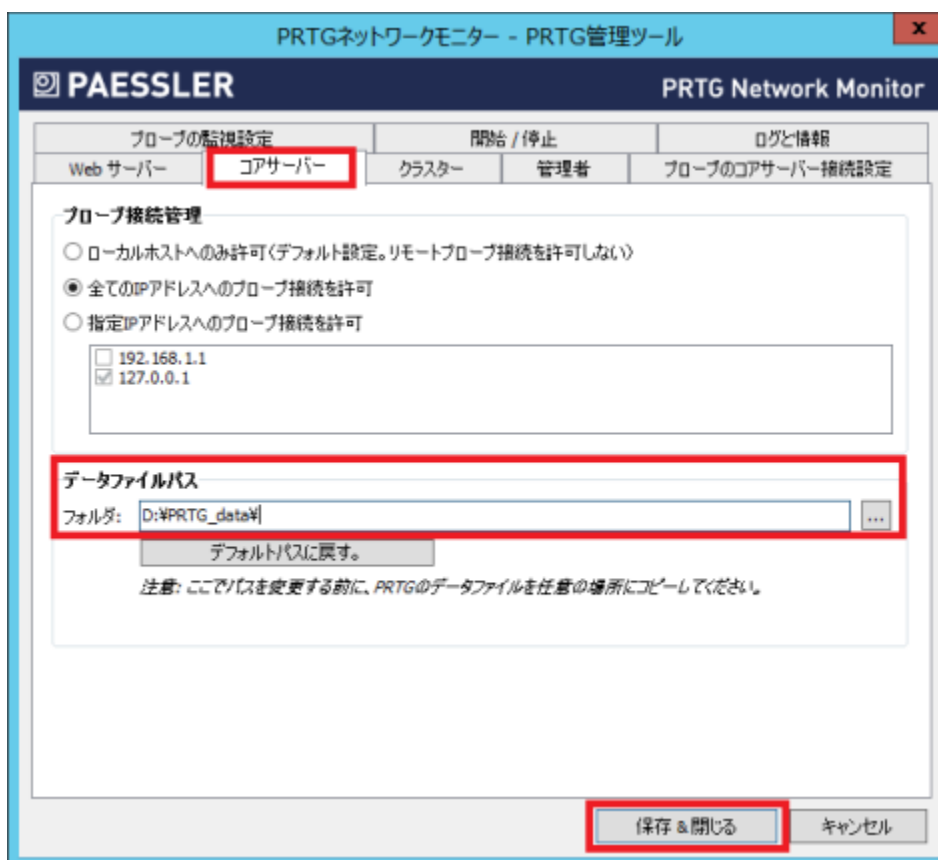 PRTGネットワークモニター - PRTG管理ツール
x
PAESSLER
PRTG Network Monitor
プローブの監視設定
開始 / 停止
ログと情報
Web サーバー
コアサーバー
クラスター
管理者
プローブのコアサーバー接続設定
プローブ接続管理
ローカルホストへのみ許可(デフォルト設定。リモートプローブ接続を許可しない)
全てのIPアドレスへのプローブ接続を許可
指定IPアドレスへのプローブ接続を許可
192.168.1.1
127.0.0.1
データファイルパス
フォルダ: D:¥PRTG_data¥
...
デフォルトパスに戻す。
注意: ここでパスを変更する前に、PRTGのデータファイルを任意の場所にコピーしてください。
保存 & 閉じる
キャンセル